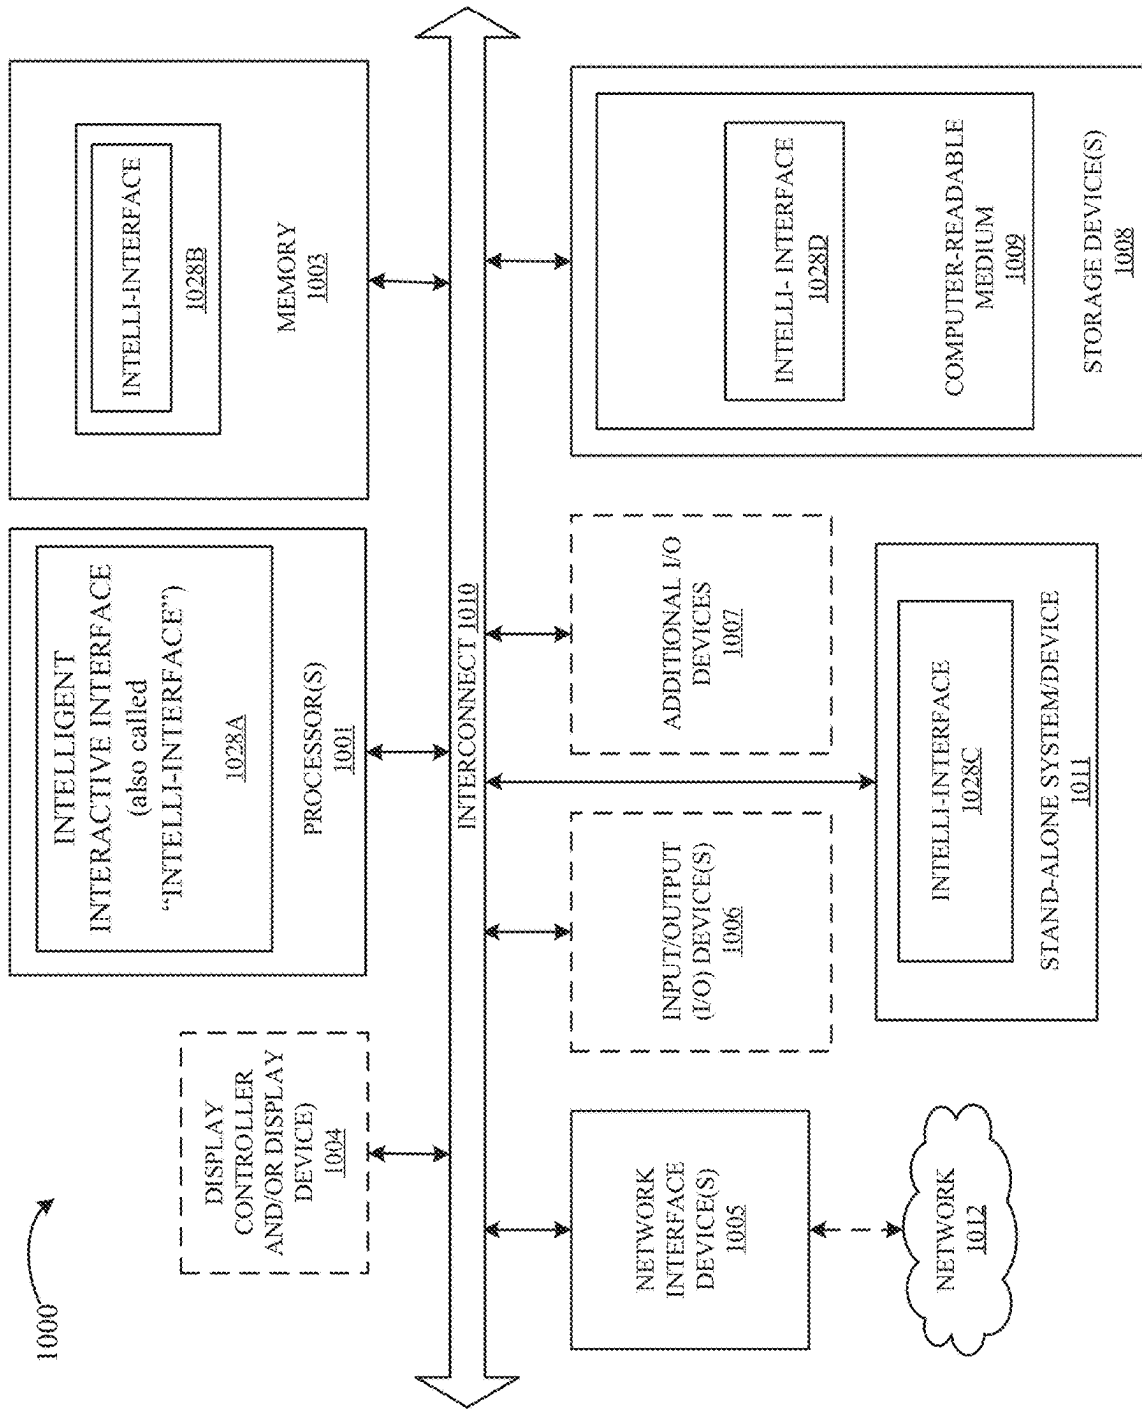 1000
DISPLAY
CONTROLLER
AND/OR DISPLAY
DEVICE)
1004
INTELLIGENT
INTERACTIVE INTERFACE
(also called
“INTELLI-INTERFACE”)
1028A
PROCESSOR(S)
1001
INTELLI-INTERFACE
1028B
MEMORY
1003
INTERCONNECT 1010
NETWORK
INTERFACE
DEVICE(S)
1005
NETWORK
1012
INPUT/OUTPUT
(I/O) DEVICE(S)
1006
ADDITIONAL I/O
DEVICES
1007
INTELLI-INTERFACE
1028C
STAND-ALONE SYSTEM/DEVICE
1011
INTELLI- INTERFACE
1028D
COMPUTER-READABLE
MEDIUM
1009
STORAGE DEVICE(S)
1008